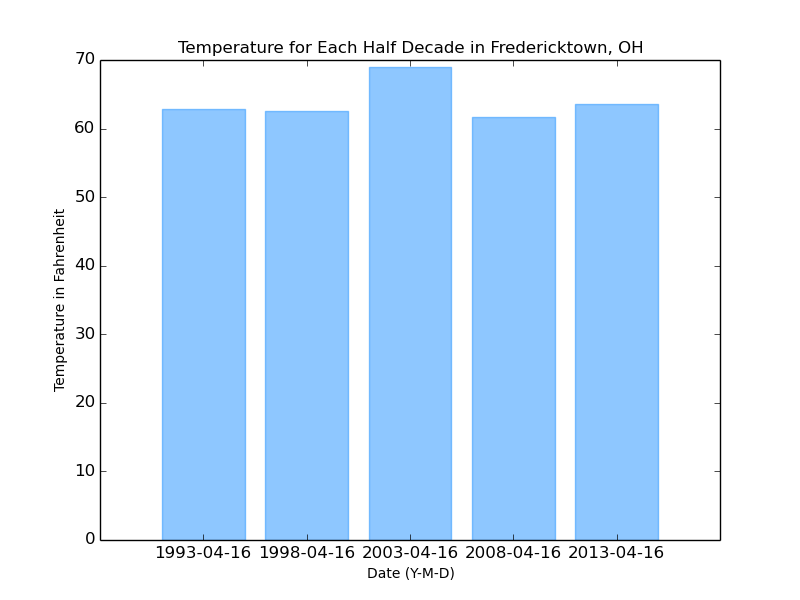 Temperature for Each Half Decade in Fredericktown, OH
70
60
50
40
30
20
10
0
Temperature in Fahrenheit
1993-04-16 1998-04-16 2003-04-16 2008-04-16 2013-04-16
Date (Y-M-D)